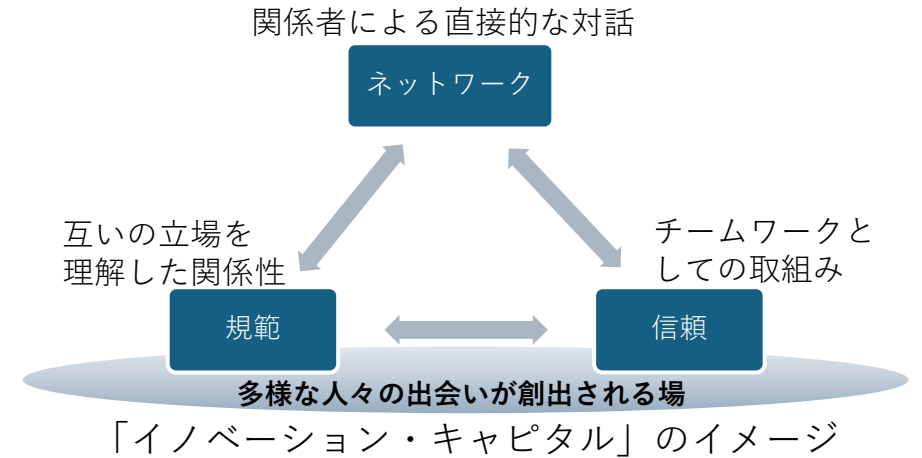 関係者による直接的な対話
ネットワーク
互いの立場を
理解した関係性
チームワークと
しての取組み
規範
信頼
多様な人々の出会いが創出される場
「イノベーション・キャピタル」のイメージ